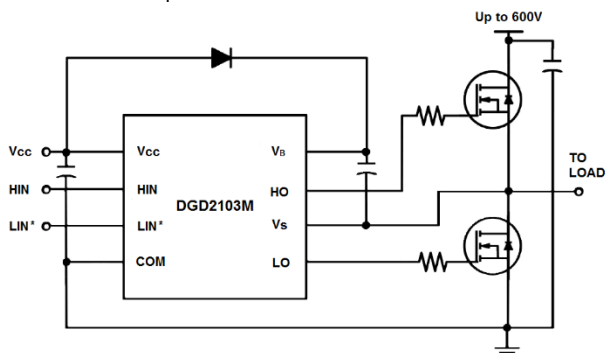 Up to 600V
Vcc
HIN
LIN*
Vcc
HIN
LIN*
COM
DGD2103M
VB
HO
Vs
LO
TO
LOAD